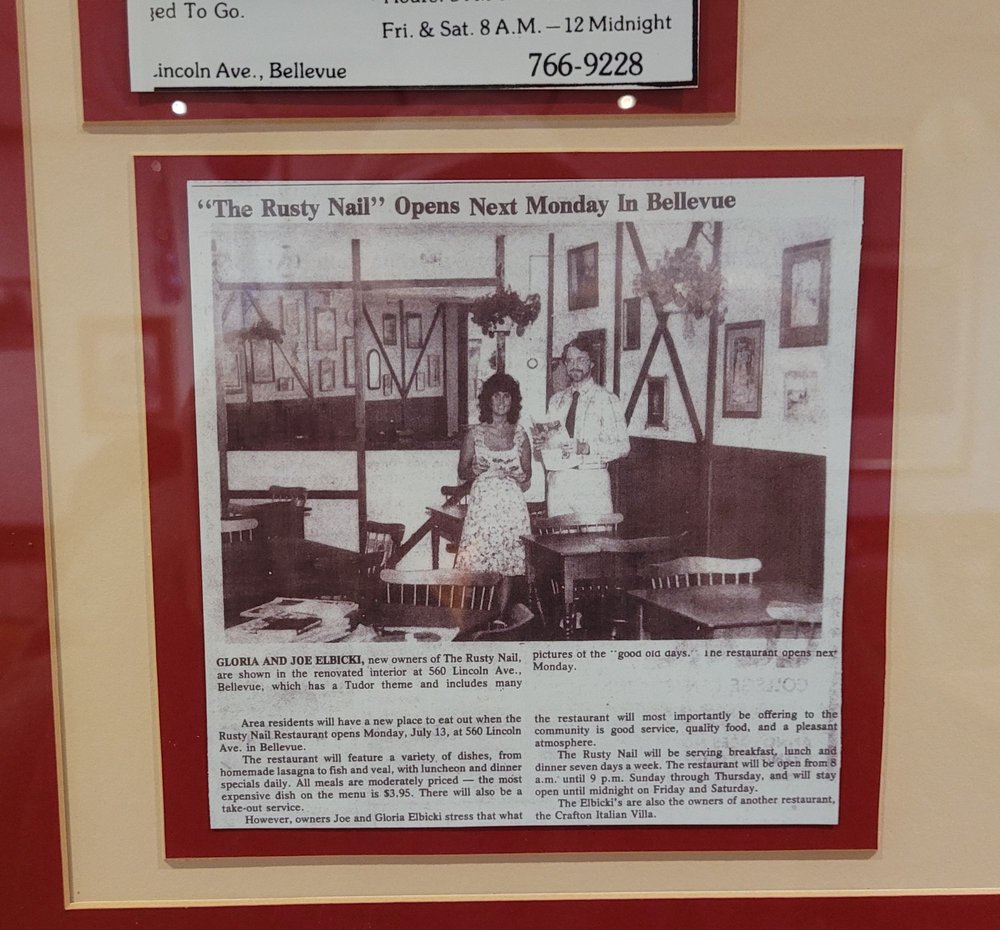 ed To Go.
Fri. & Sat. 8 A.M. — 12 Midnight
incoln Ave., Bellevue
766-9228
"The Rusty Nail" Opens Next Monday In Bellevue
GLORIA AND JOE ELBICKI, new owners of The Rusty Nail,
are shown in the renovated interior at 560 Lincoln Ave.,
Bellevue, which has a Tudor theme and includes many
pictures of the "good old days." The restaurant opens next
Monday.
Area residents will have a new place to eat out when the
Rusty Nail Restaurant opens Monday, July 13, at 560 Lincoln
Ave. in Bellevue.
The restaurant will feature a variety of dishes, from
homemade lasagna to fish and veal, with luncheon and dinner
specials daily. All meals are moderately priced — the most
expensive dish on the menu is $3.95. There will also be a
take-out service.
However, owners Joe and Gloria Elbicki stress that what
the restaurant will most importantly be offering to the
community is good service, quality food, and a pleasant
atmosphere.
The Rusty Nail will be serving breakfast, lunch and
dinner seven days a week. The restaurant will be open from 8
a.m. until 9 p.m. Sunday through Thursday, and will stay
open until midnight on Friday and Saturday.
The Elbicki's are also the owners of another restaurant,
the Crafton Italian Villa.